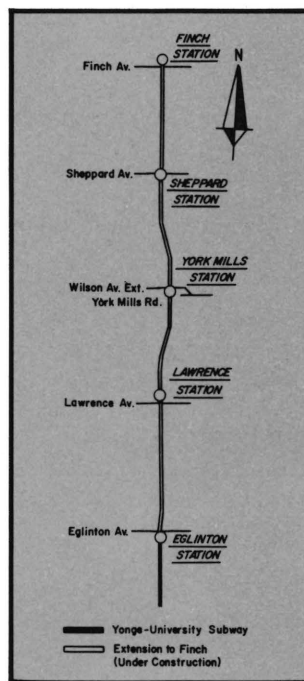 FINCH
STATION
N
Finch Av.
Sheppard Av.
SHEPPARD
STATION
YORK MILLS
STATION
Wilson Av. Ext.
York Mills Rd.
LAWRENCE
STATION
Lawrence Av.
Eglinton Av.
EGLINTON
STATION
Yonge-University Subway
Extension to Finch
(Under Construction)